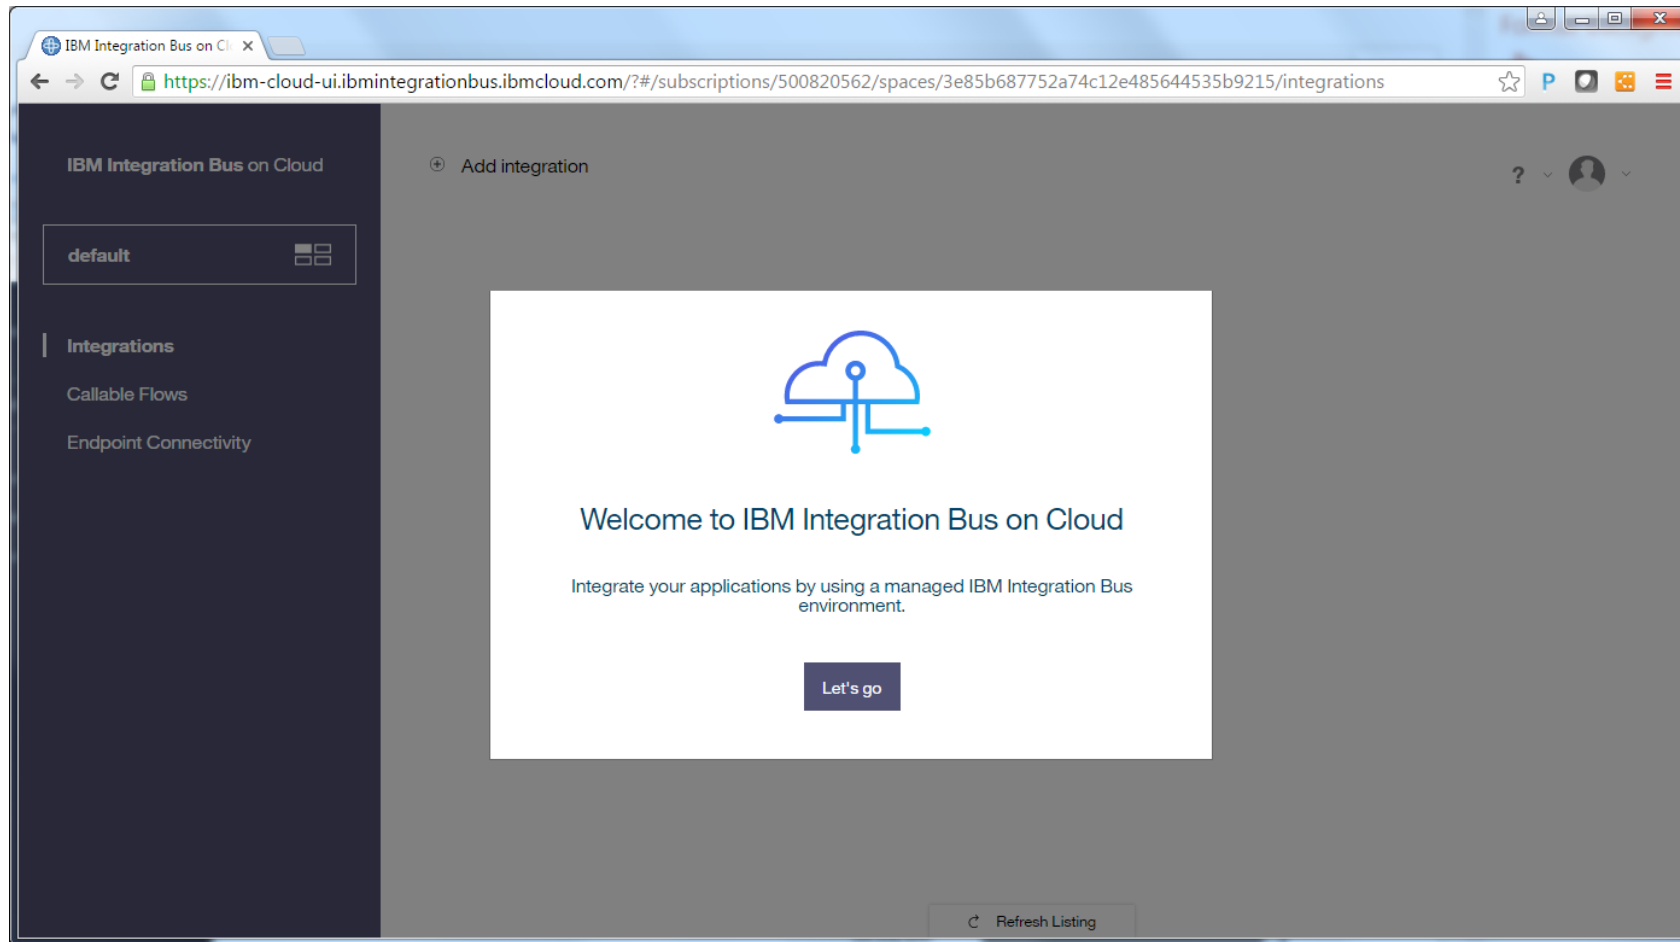 IBM Integration Bus on Cl
https://ibm-cloud-ui.ibmintegrationbus.ibmcloud.com/?#/subscriptions/500820562/spaces/3e85b687752a74c12e485644535b9215/integrations
P
IBM Integration Bus on Cloud
Add integration
?
default
Integrations
Callable Flows
Endpoint Connectivity
Welcome to IBM Integration Bus on Cloud
Integrate your applications by using a managed IBM Integration Bus
environment.
Let's go
Refresh Listing